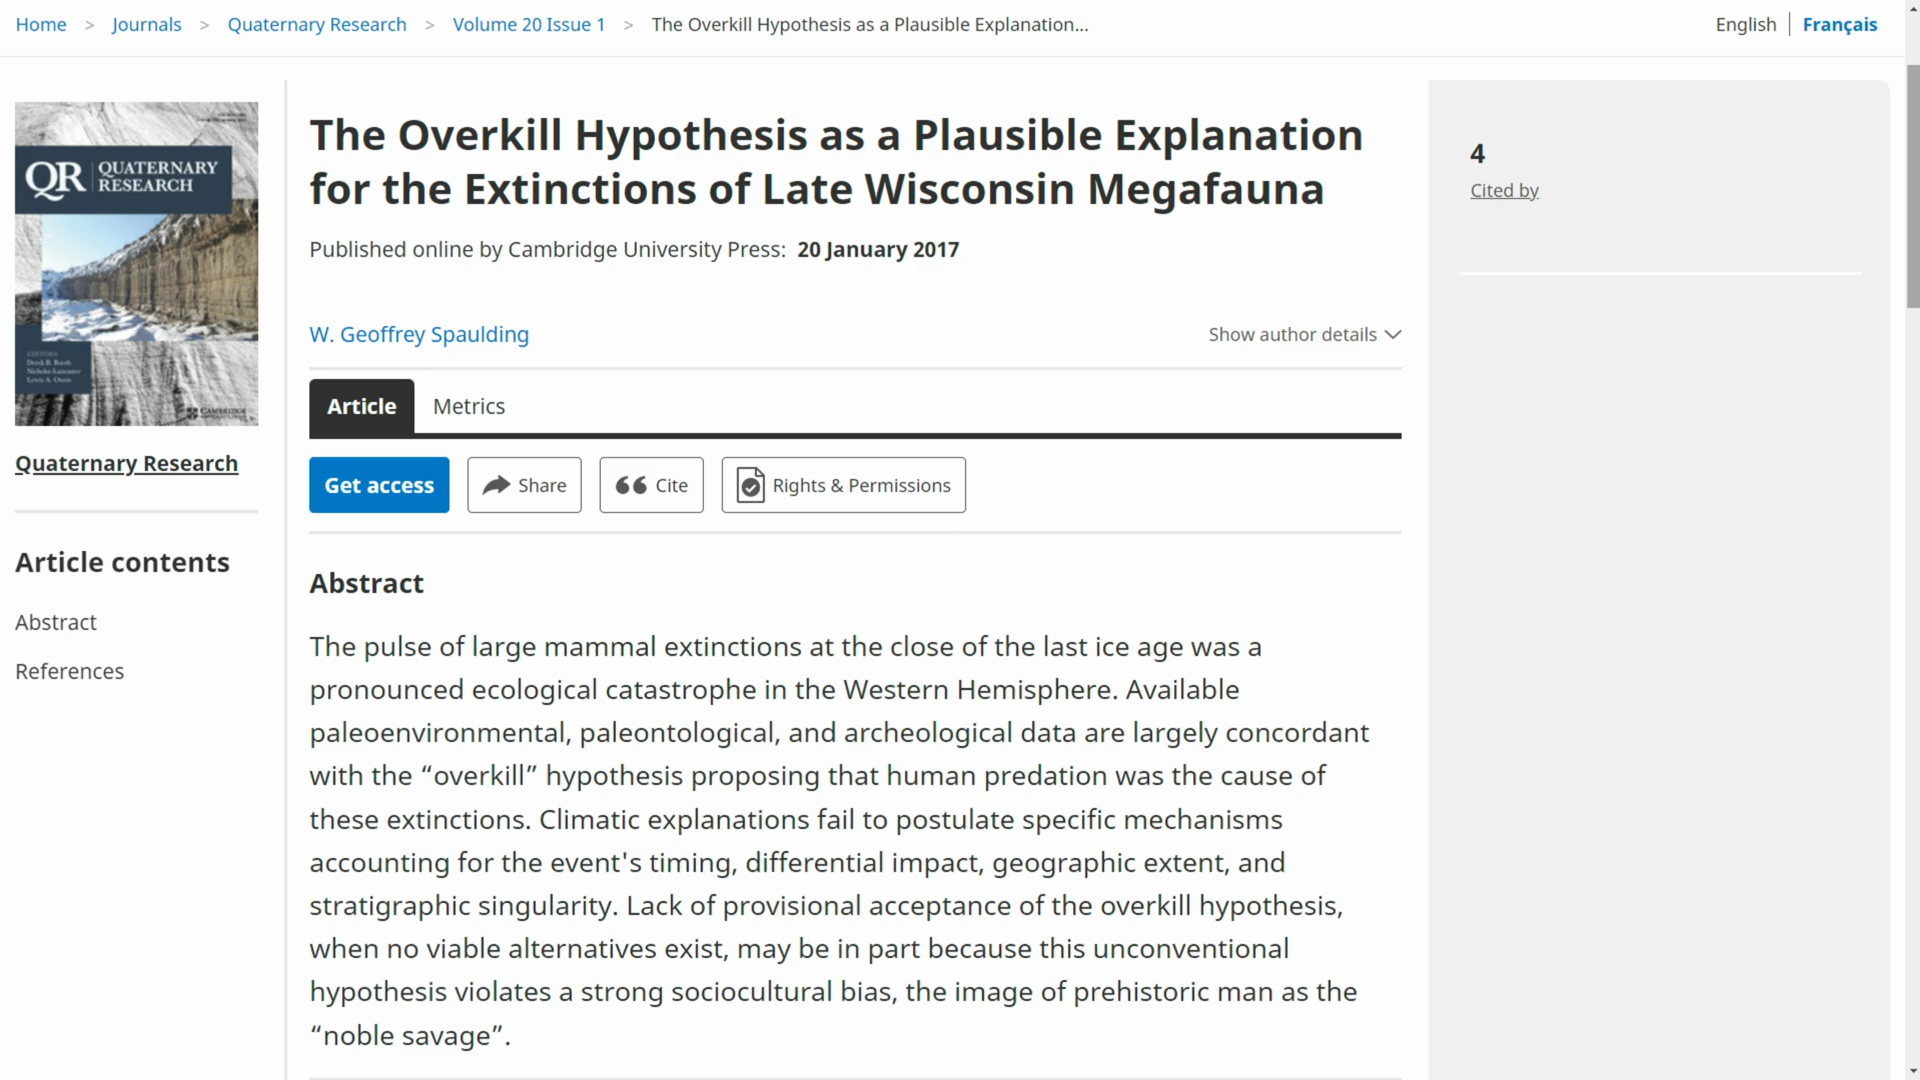 Home > Journals > Quaternary Research > Volume 20 Issue 1 > The Overkill Hypothesis as a Plausible Explanation...
English | Français
QR | QUATERNARY RESEARCH
EDITORS
Derek B. Booth
Nicholas Lancaster
Lewis A. Owen
CAMBRIDGE
Quaternary Research
Article contents
Abstract
References
The Overkill Hypothesis as a Plausible Explanation
for the Extinctions of Late Wisconsin Megafauna
Published online by Cambridge University Press: 20 January 2017
W. Geoffrey Spaulding
Show author details
Article
Metrics
Get access
Share
Cite
Rights & Permissions
Abstract
The pulse of large mammal extinctions at the close of the last ice age was a
pronounced ecological catastrophe in the Western Hemisphere. Available
paleoenvironmental, paleontological, and archeological data are largely concordant
with the “overkill” hypothesis proposing that human predation was the cause of
these extinctions. Climatic explanations fail to postulate specific mechanisms
accounting for the event's timing, differential impact, geographic extent, and
stratigraphic singularity. Lack of provisional acceptance of the overkill hypothesis,
when no viable alternatives exist, may be in part because this unconventional
hypothesis violates a strong sociocultural bias, the image of prehistoric man as the
“noble savage”.
4
Cited by